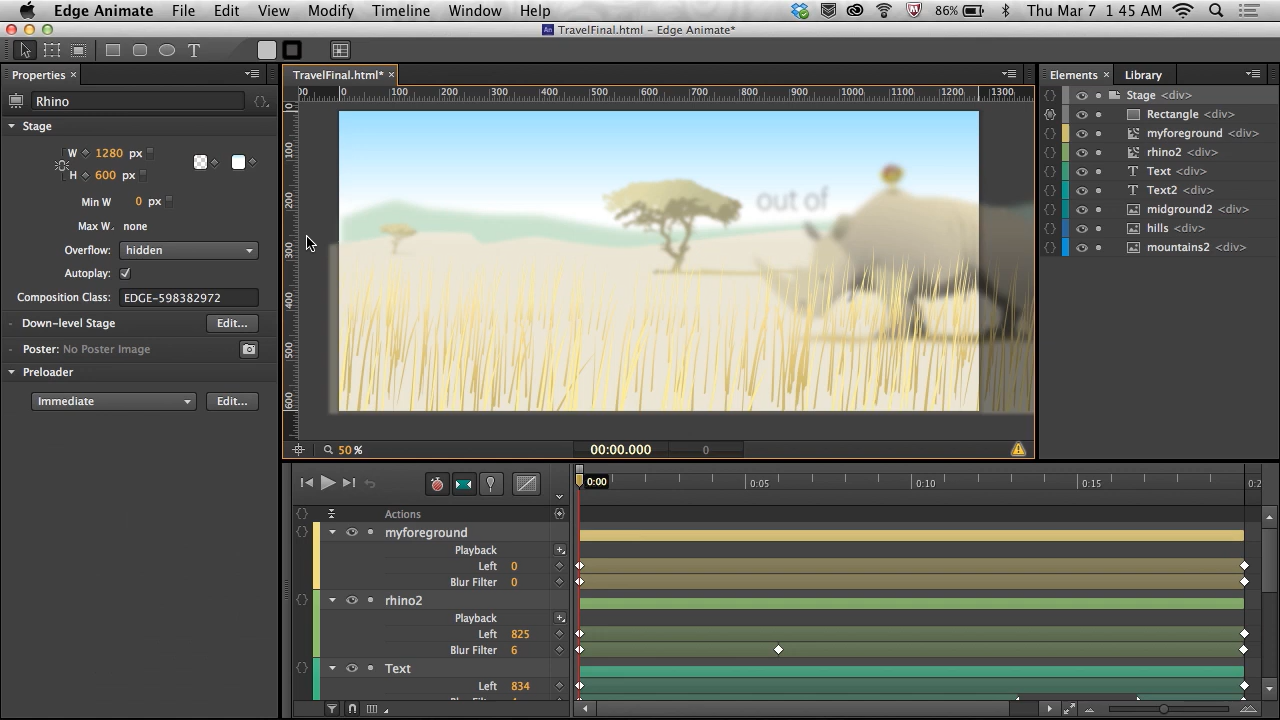 Edge Animate File Edit View Modify Timeline Window Help 86% Thu Mar 7 1:45 AM
TravelFinal.html – Edge Animate*
T
Properties × TravelFinal.html* × Elements × Library
Rhino
Stage
W 1280 px
H 600 px
Min W 0 px
Max W. none
Overflow: hidden
Autoplay:
Composition Class: EDGE-598382972
Down-level Stage Edit...
Poster: No Poster Image
Preloader
Immediate Edit...
00 0 100 200 300 400 500 600 700 800 900 1000 1100 1200 1300
0
100
200
300
400
500
600
out of
50 % 00:00.000 0
Stage <div>
Rectangle <div>
myforeground <div>
rhino2 <div>
Text <div>
Text2 <div>
midground2 <div>
hills <div>
mountains2 <div>
0:00 0:05 0:10 0:15 0:2
Actions
myforeground
Playback
Left 0
Blur Filter 0
rhino2
Playback
Left 825
Blur Filter 6
Text
Left 834